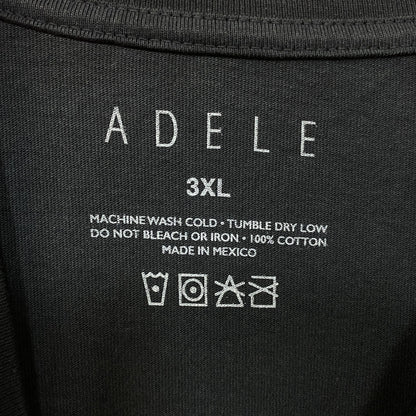 ADELE
3XL
MACHINE WASH COLD • TUMBLE DRY LOW
DO NOT BLEACH OR IRON • 100% COTTON
MADE IN MEXICO